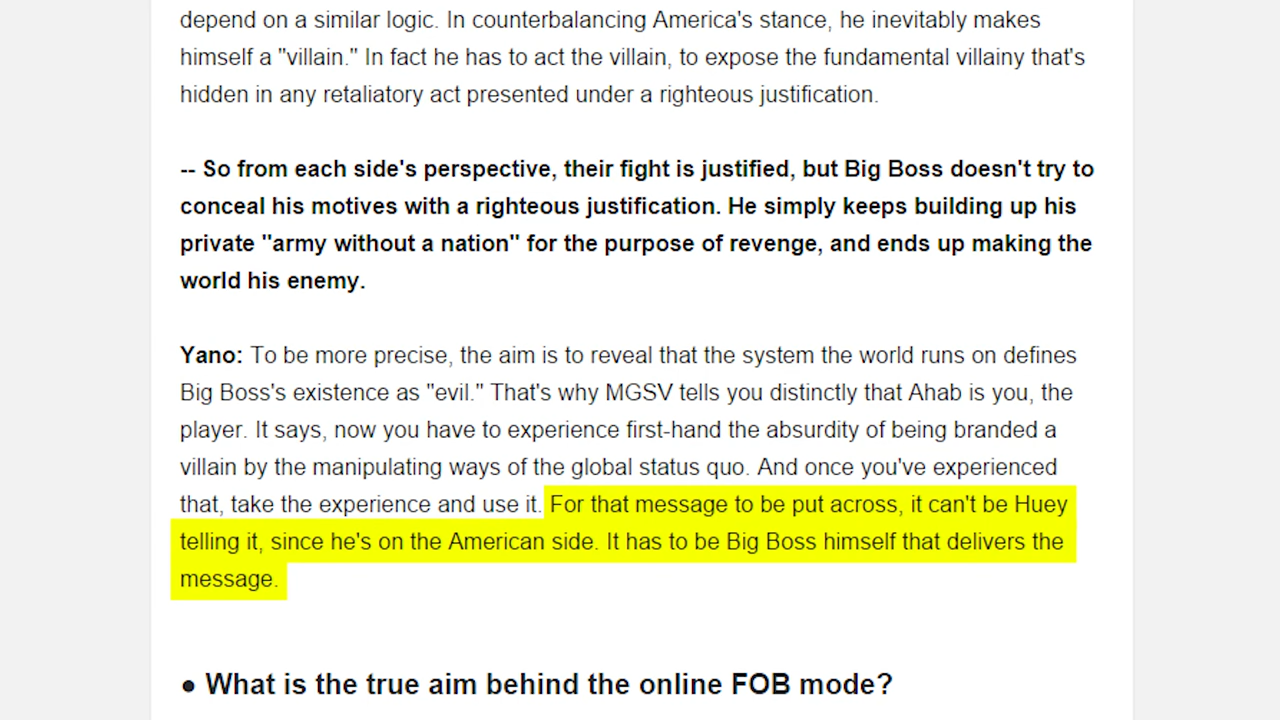 depend on a similar logic. In counterbalancing America's stance, he inevitably makes
himself a "villain." In fact he has to act the villain, to expose the fundamental villainy that's
hidden in any retaliatory act presented under a righteous justification.
-- So from each side's perspective, their fight is justified, but Big Boss doesn't try to
conceal his motives with a righteous justification. He simply keeps building up his
private "army without a nation" for the purpose of revenge, and ends up making the
world his enemy.
Yano: To be more precise, the aim is to reveal that the system the world runs on defines
Big Boss's existence as "evil." That's why MGSV tells you distinctly that Ahab is you, the
player. It says, now you have to experience first-hand the absurdity of being branded a
villain by the manipulating ways of the global status quo. And once you've experienced
that, take the experience and use it. For that message to be put across, it can't be Huey
telling it, since he's on the American side. It has to be Big Boss himself that delivers the
message.
● What is the true aim behind the online FOB mode?